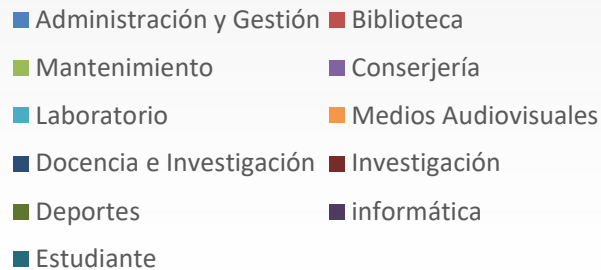 Administración y Gestión Biblioteca
Mantenimiento Conserjería
Laboratorio Medios Audiovisuales
Docencia e Investigación Investigación
Deportes informática
Estudiante